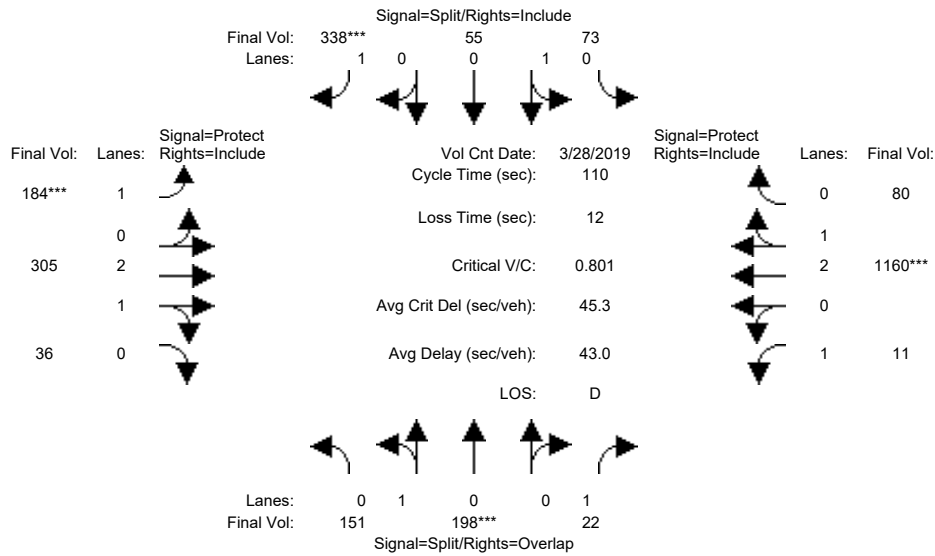 Signal=Split/Rights=Include
Final Vol: 338*** 55 73
Lanes: 1 0 0 1 0
Signal=Protect Signal=Protect
Final Vol: Lanes: Rights=Include Vol Cnt Date: 3/28/2019 Rights=Include Lanes: Final Vol:
Cycle Time (sec): 110
184*** 1 0 80
Loss Time (sec): 12
0 1
305 2 Critical V/C: 0.801 2 1160***
1 Avg Crit Del (sec/veh): 45.3 0
36 0 Avg Delay (sec/veh): 43.0 1 11
LOS: D
Lanes: 0 1 0 0 1
Final Vol: 151 198*** 22
Signal=Split/Rights=Overlap